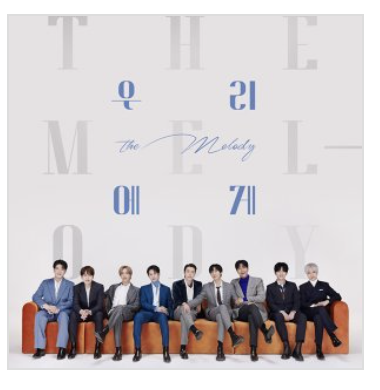 THE
우리
The Melody
MEL-
에게
ODY